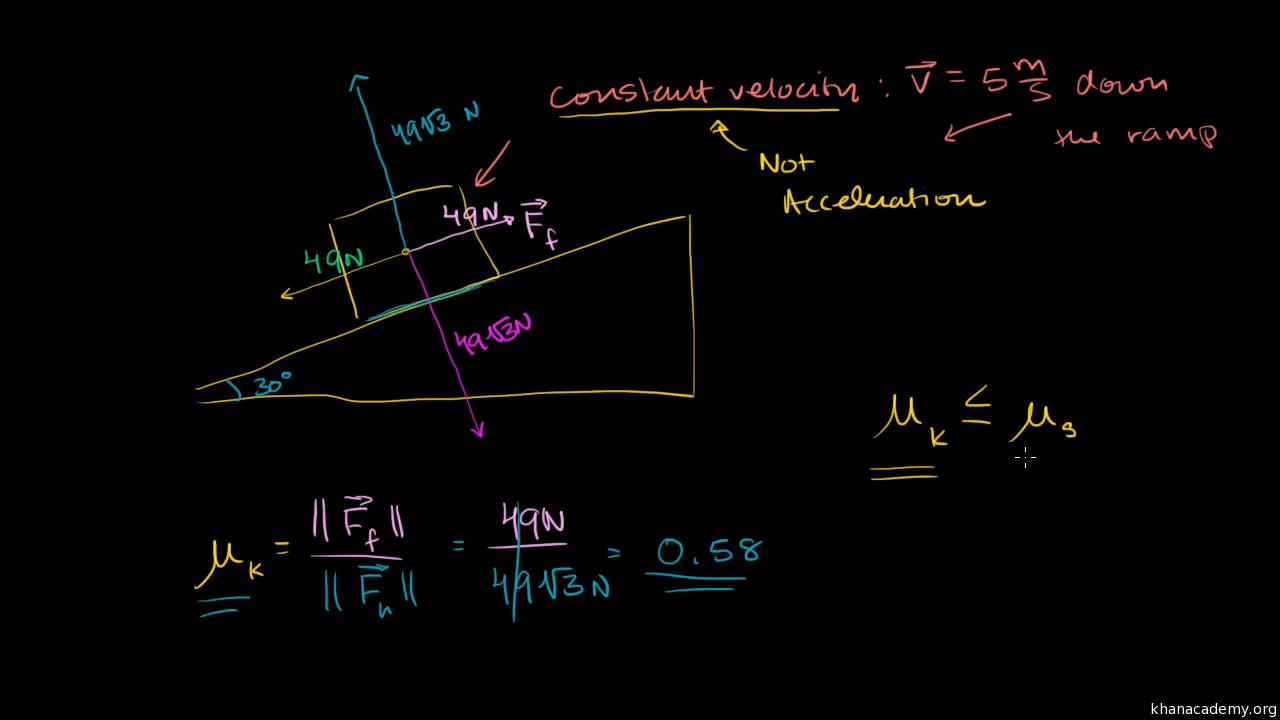 constant velocity : v⃗ = 5 m/s down
the ramp
Not
Acceleration
49√3 N
49N F⃗f
49N
49√3N
30°
μk ≤ μs
μk = ||F⃗f|| / ||F⃗n|| = 49N / 49√3 N = 0.58
khanacademy.org